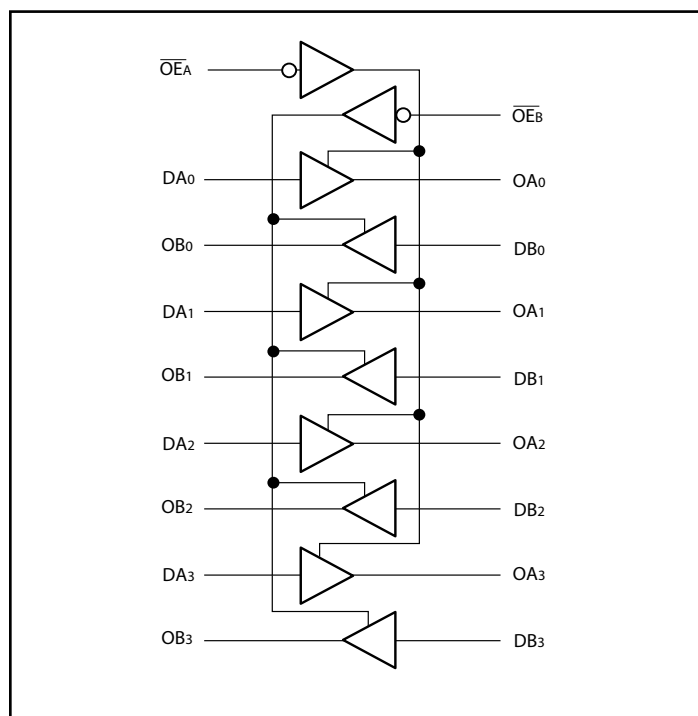 OEA
OEB
DA0 OA0
OB0 DB0
DA1 OA1
OB1 DB1
DA2 OA2
OB2 DB2
DA3 OA3
OB3 DB3